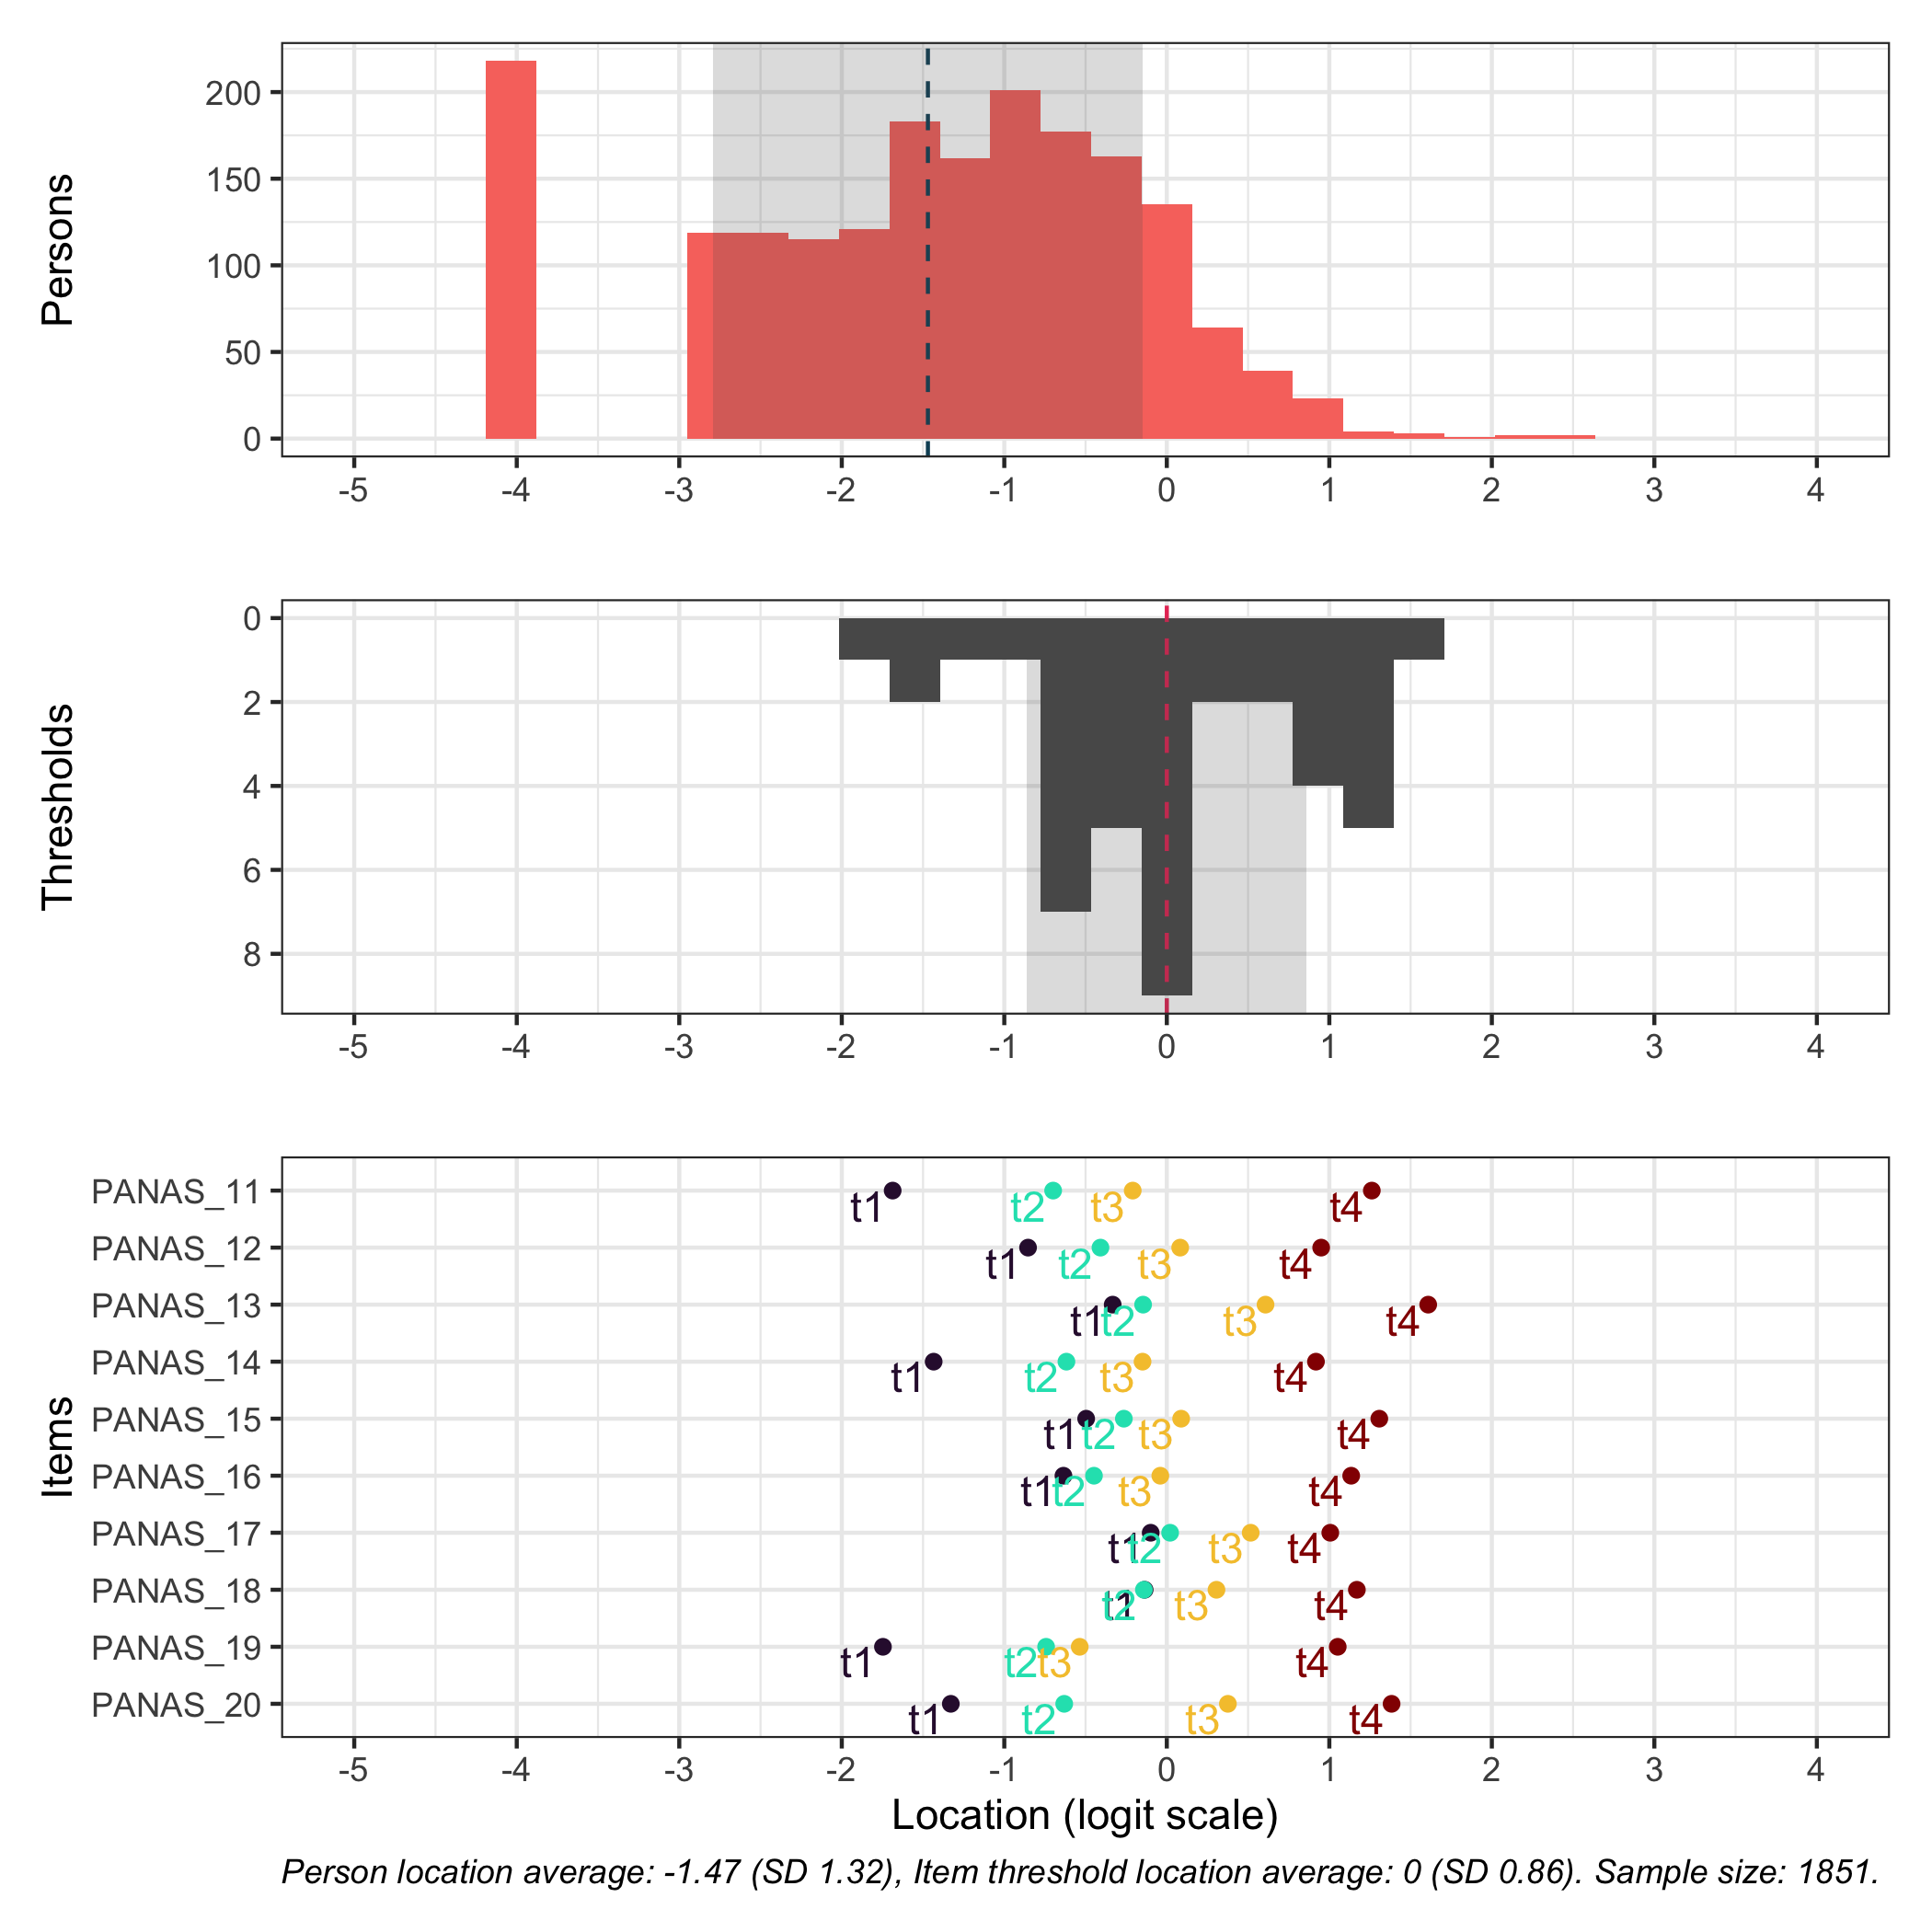 Persons
200
150
100
50
0
-5 -4 -3 -2 -1 0 1 2 3 4
Thresholds
0
2
4
6
8
-5 -4 -3 -2 -1 0 1 2 3 4
Items
PANAS_11 t1 t2 t3 t4
PANAS_12 t1 t2 t3 t4
PANAS_13 t1 t2 t3 t4
PANAS_14 t1 t2 t3 t4
PANAS_15 t1 t2 t3 t4
PANAS_16 t1 t2 t3 t4
PANAS_17 t1 t2 t3 t4
PANAS_18 t1 t2 t3 t4
PANAS_19 t1 t2 t3 t4
PANAS_20 t1 t2 t3 t4
-5 -4 -3 -2 -1 0 1 2 3 4
Location (logit scale)
Person location average: -1.47 (SD 1.32), Item threshold location average: 0 (SD 0.86). Sample size: 1851.